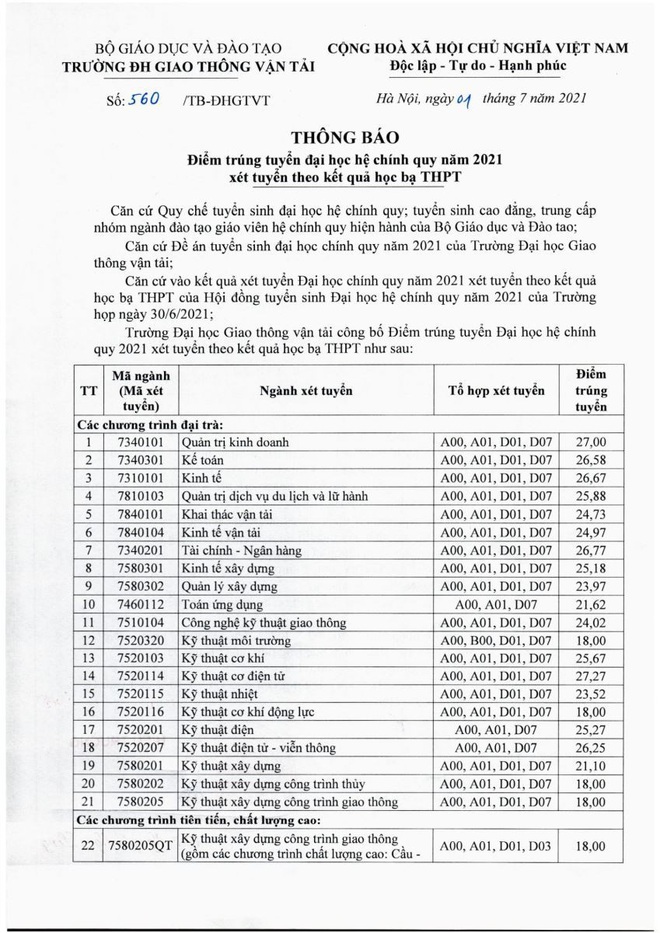 BỘ GIÁO DỤC VÀ ĐÀO TẠO
TRƯỜNG ĐH GIAO THÔNG VẬN TẢI
CỘNG HOÀ XÃ HỘI CHỦ NGHĨA VIỆT NAM
Độc lập - Tự do - Hạnh phúc
Số: 560 /TB-ĐHGTVT
Hà Nội, ngày 01 tháng 7 năm 2021
THÔNG BÁO
Điểm trúng tuyển đại học hệ chính quy năm 2021
xét tuyển theo kết quả học bạ THPT
Căn cứ Quy chế tuyển sinh đại học hệ chính quy; tuyển sinh cao đẳng, trung cấp
nhóm ngành đào tạo giáo viên hệ chính quy hiện hành của Bộ Giáo dục và Đào tao;
Căn cứ Đề án tuyển sinh đại học chính quy năm 2021 của Trường Đại học Giao
thông vận tải;
Căn cứ vào kết quả xét tuyển Đại học chính quy năm 2021 xét tuyển theo kết quả
học bạ THPT của Hội đồng tuyển sinh Đại học hệ chính quy năm 2021 của Trường
họp ngày 30/6/2021;
Trường Đại học Giao thông vận tải công bố Điểm trúng tuyển Đại học hệ chính
quy 2021 xét tuyển theo kết quả học bạ THPT như sau:
TT Mã ngành (Mã xét tuyển) Ngành xét tuyển Tổ hợp xét tuyển Điểm trúng tuyển
Các chương trình đại trà:
1 7340101 Quản trị kinh doanh A00, A01, D01, D07 27,00
2 7340301 Kế toán A00, A01, D01, D07 26,58
3 7310101 Kinh tế A00, A01, D01, D07 26,67
4 7810103 Quản trị dịch vụ du lịch và lữ hành A00, A01, D01, D07 25,88
5 7840101 Khai thác vận tải A00, A01, D01, D07 24,73
6 7840104 Kinh tế vận tải A00, A01, D01, D07 24,97
7 7340201 Tài chính - Ngân hàng A00, A01, D01, D07 26,77
8 7580301 Kinh tế xây dựng A00, A01, D01, D07 25,18
9 7580302 Quản lý xây dựng A00, A01, D01, D07 23,97
10 7460112 Toán ứng dụng A00, A01, D07 21,62
11 7510104 Công nghệ kỹ thuật giao thông A00, A01, D01, D07 24,02
12 7520320 Kỹ thuật môi trường A00, B00, D01, D07 18,00
13 7520103 Kỹ thuật cơ khí A00, A01, D01, D07 25,67
14 7520114 Kỹ thuật cơ điện tử A00, A01, D01, D07 27,27
15 7520115 Kỹ thuật nhiệt A00, A01, D01, D07 23,52
16 7520116 Kỹ thuật cơ khí động lực A00, A01, D01, D07 18,00
17 7520201 Kỹ thuật điện A00, A01, D07 25,27
18 7520207 Kỹ thuật điện tử - viễn thông A00, A01, D07 26,25
19 7580201 Kỹ thuật xây dựng A00, A01, D01, D07 21,10
20 7580202 Kỹ thuật xây dựng công trình thủy A00, A01, D01, D07 18,00
21 7580205 Kỹ thuật xây dựng công trình giao thông A00, A01, D01, D07 18,00
Các chương trình tiên tiến, chất lượng cao:
22 7580205QT Kỹ thuật xây dựng công trình giao thông A00, A01, D01, D03 18,00
(gồm các chương trình chất lượng cao: Cầu -